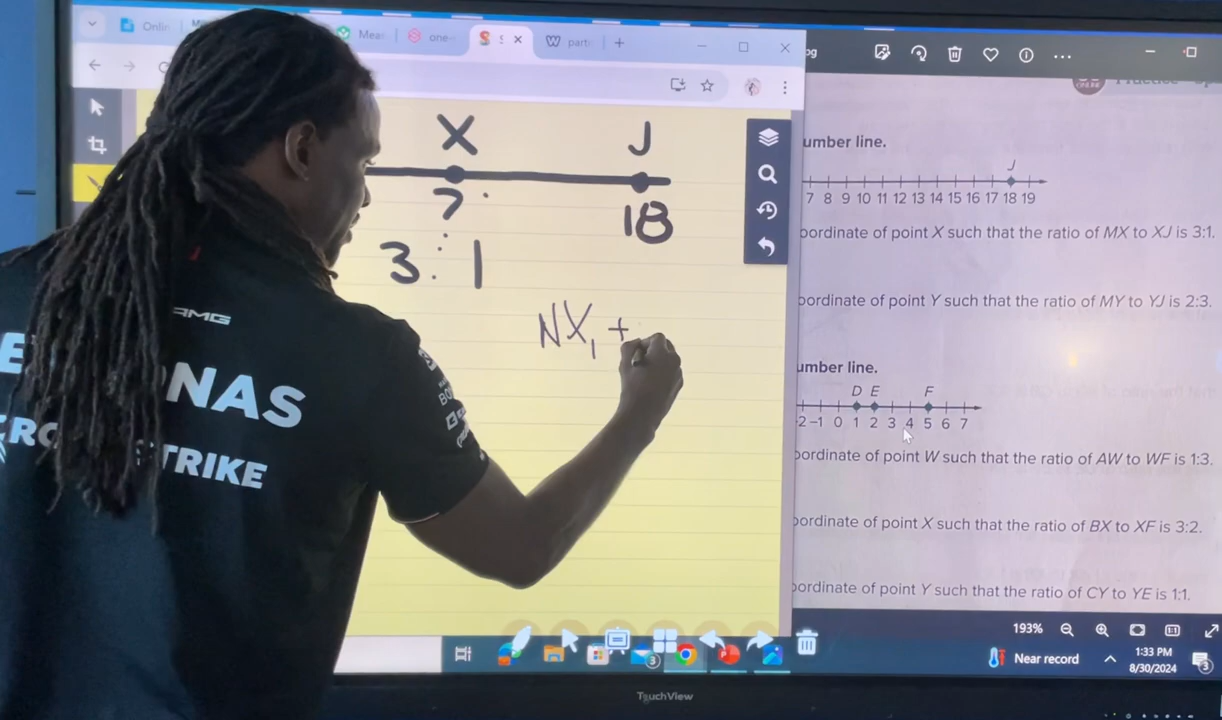 Onlin
Meas
one-
S
parti
X
J
?
18
3:1
NX₁ +
AMG
NAS
TRIKE
umber line.
J
7 8 9 10 11 12 13 14 15 16 17 18 19
oordinate of point X such that the ratio of MX to XJ is 3:1.
oordinate of point Y such that the ratio of MY to YJ is 2:3.
umber line.
D E F
-2 -1 0 1 2 3 4 5 6 7
oordinate of point W such that the ratio of AW to WF is 1:3.
oordinate of point X such that the ratio of BX to XF is 3:2.
oordinate of point Y such that the ratio of CY to YE is 1:1.
193%
Near record
1:33 PM
8/30/2024
3
3
TouchView